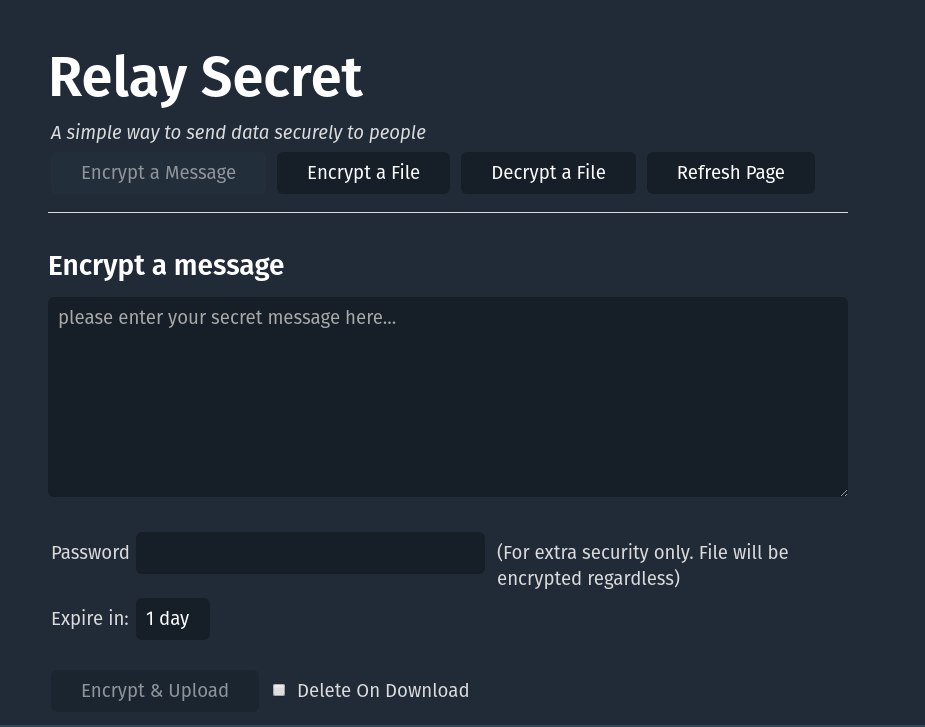 Relay Secret
A simple way to send data securely to people
Encrypt a Message Encrypt a File Decrypt a File Refresh Page
Encrypt a message
please enter your secret message here...
Password (For extra security only. File will be
encrypted regardless)
Expire in: 1 day
Encrypt & Upload Delete On Download